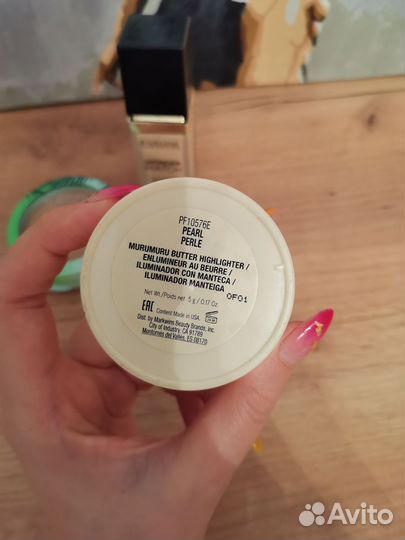 PF10576E
PEARL
PERLE
MURUMURU BUTTER HIGHLIGHTER /
ENLUMINEUR AU BEURRE /
ILUMINADOR CON MANTECA /
ILUMINADOR MANTEIGA
Net Wt./Poids net 5 g / 0.17 Oz.
0F01
EAC
Content Made in USA.
Dist. by Markwins Beauty Brands, Inc.
City of Industry, CA 91789
Montornes del Valles, ES 08170
Avito